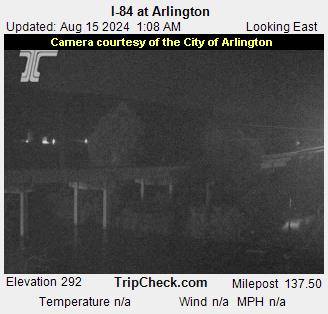 I-84 at Arlington
Updated: Aug 15 2024 1:08 AM Looking East
Camera courtesy of the City of Arlington
Elevation 292 TripCheck.com Milepost 137.50
Temperature n/a Wind n/a MPH n/a